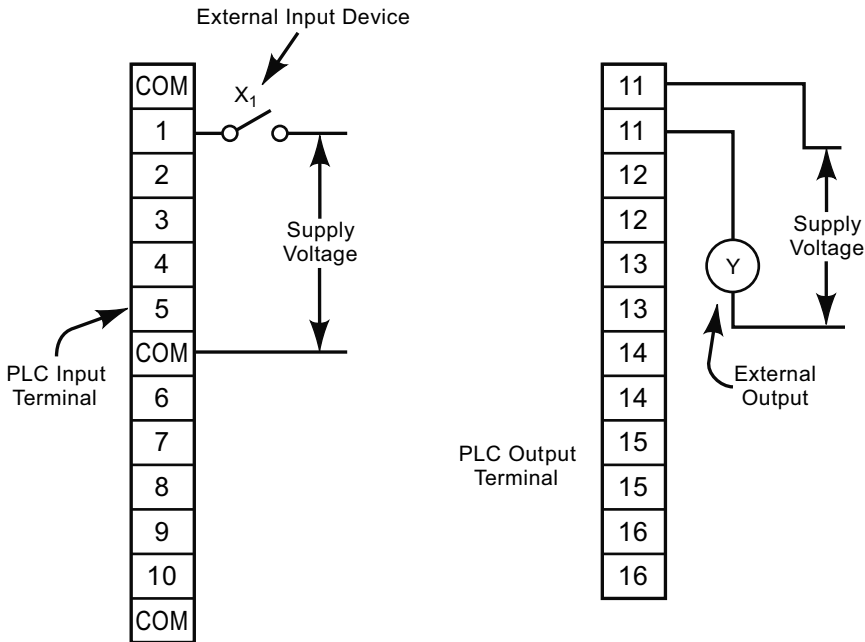 External Input Device
COM
X₁
1
2
3
4
5
COM
6
7
8
9
10
COM
Supply
Voltage
PLC Input
Terminal
11
11
12
12
13
13
14
14
15
15
16
16
Y
Supply
Voltage
External
Output
PLC Output
Terminal